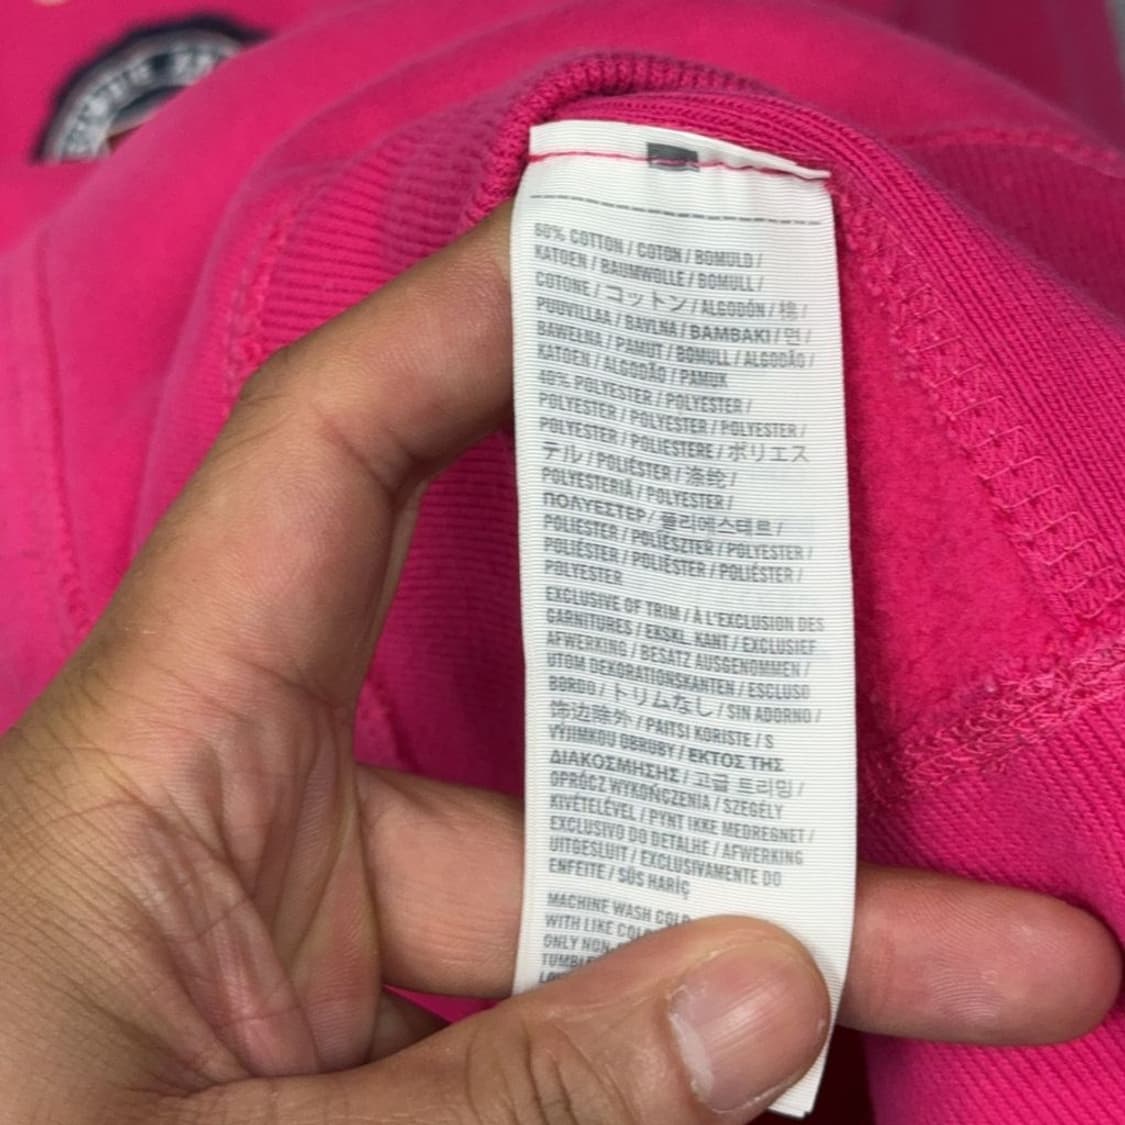 60% COTTON / COTON / BOMULD /
KATOEN / BAUMWOLLE / BOMULL /
COTONE / コットン / ALGODÓN / 棉 /
PUUVILLAA / BAVLNA / ΒΑΜΒΑΚΙ / 면 /
BAWEŁNA / PAMUT / BOMULL / ALGODÃO /
KATOEN / ALGODÃO / PAMUK
40% POLYESTER / POLYESTER /
POLYESTER / POLYESTER / POLYESTER /
POLYESTER / POLIESTERE / ポリエス
テル / POLIÉSTER / 涤纶 /
POLYESTERIÄ / POLYESTER /
ΠΟΛΥΕΣΤΕΡ / 폴리에스테르 /
POLIESTER / POLIÉSZTER / POLYESTER /
POLIÉSTER / POLIÉSTER / POLIÉSTER /
POLYESTER
EXCLUSIVE OF TRIM / À L'EXCLUSION DES
GARNITURES / EKSKL. KANT / EXCLUSIEF
AFWERKING / BESATZ AUSGENOMMEN /
UTOM DEKORATIONSKANTEN / ESCLUSO
BORDO / トリムなし / SIN ADORNO /
饰边除外 / PAITSI KORISTE / S
VÝJIMKOU OBRUBY / ΕΚΤΟΣ ΤΗΣ
ΔΙΑΚΟΣΜΗΣΗΣ / 고급 트리밍 /
OPRÓCZ WYKOŃCZENIA / SZEGÉLY
KIVÉTELÉVEL / PYNT IKKE MEDREGNET /
EXCLUSIVO DO DETALHE / AFWERKING
UITGESLUIT / EXCLUSIVAMENTE DO
ENFEITE / SÜS HARİÇ
MACHINE WASH COLD
WITH LIKE COL
ONLY NON-
TUMBLE